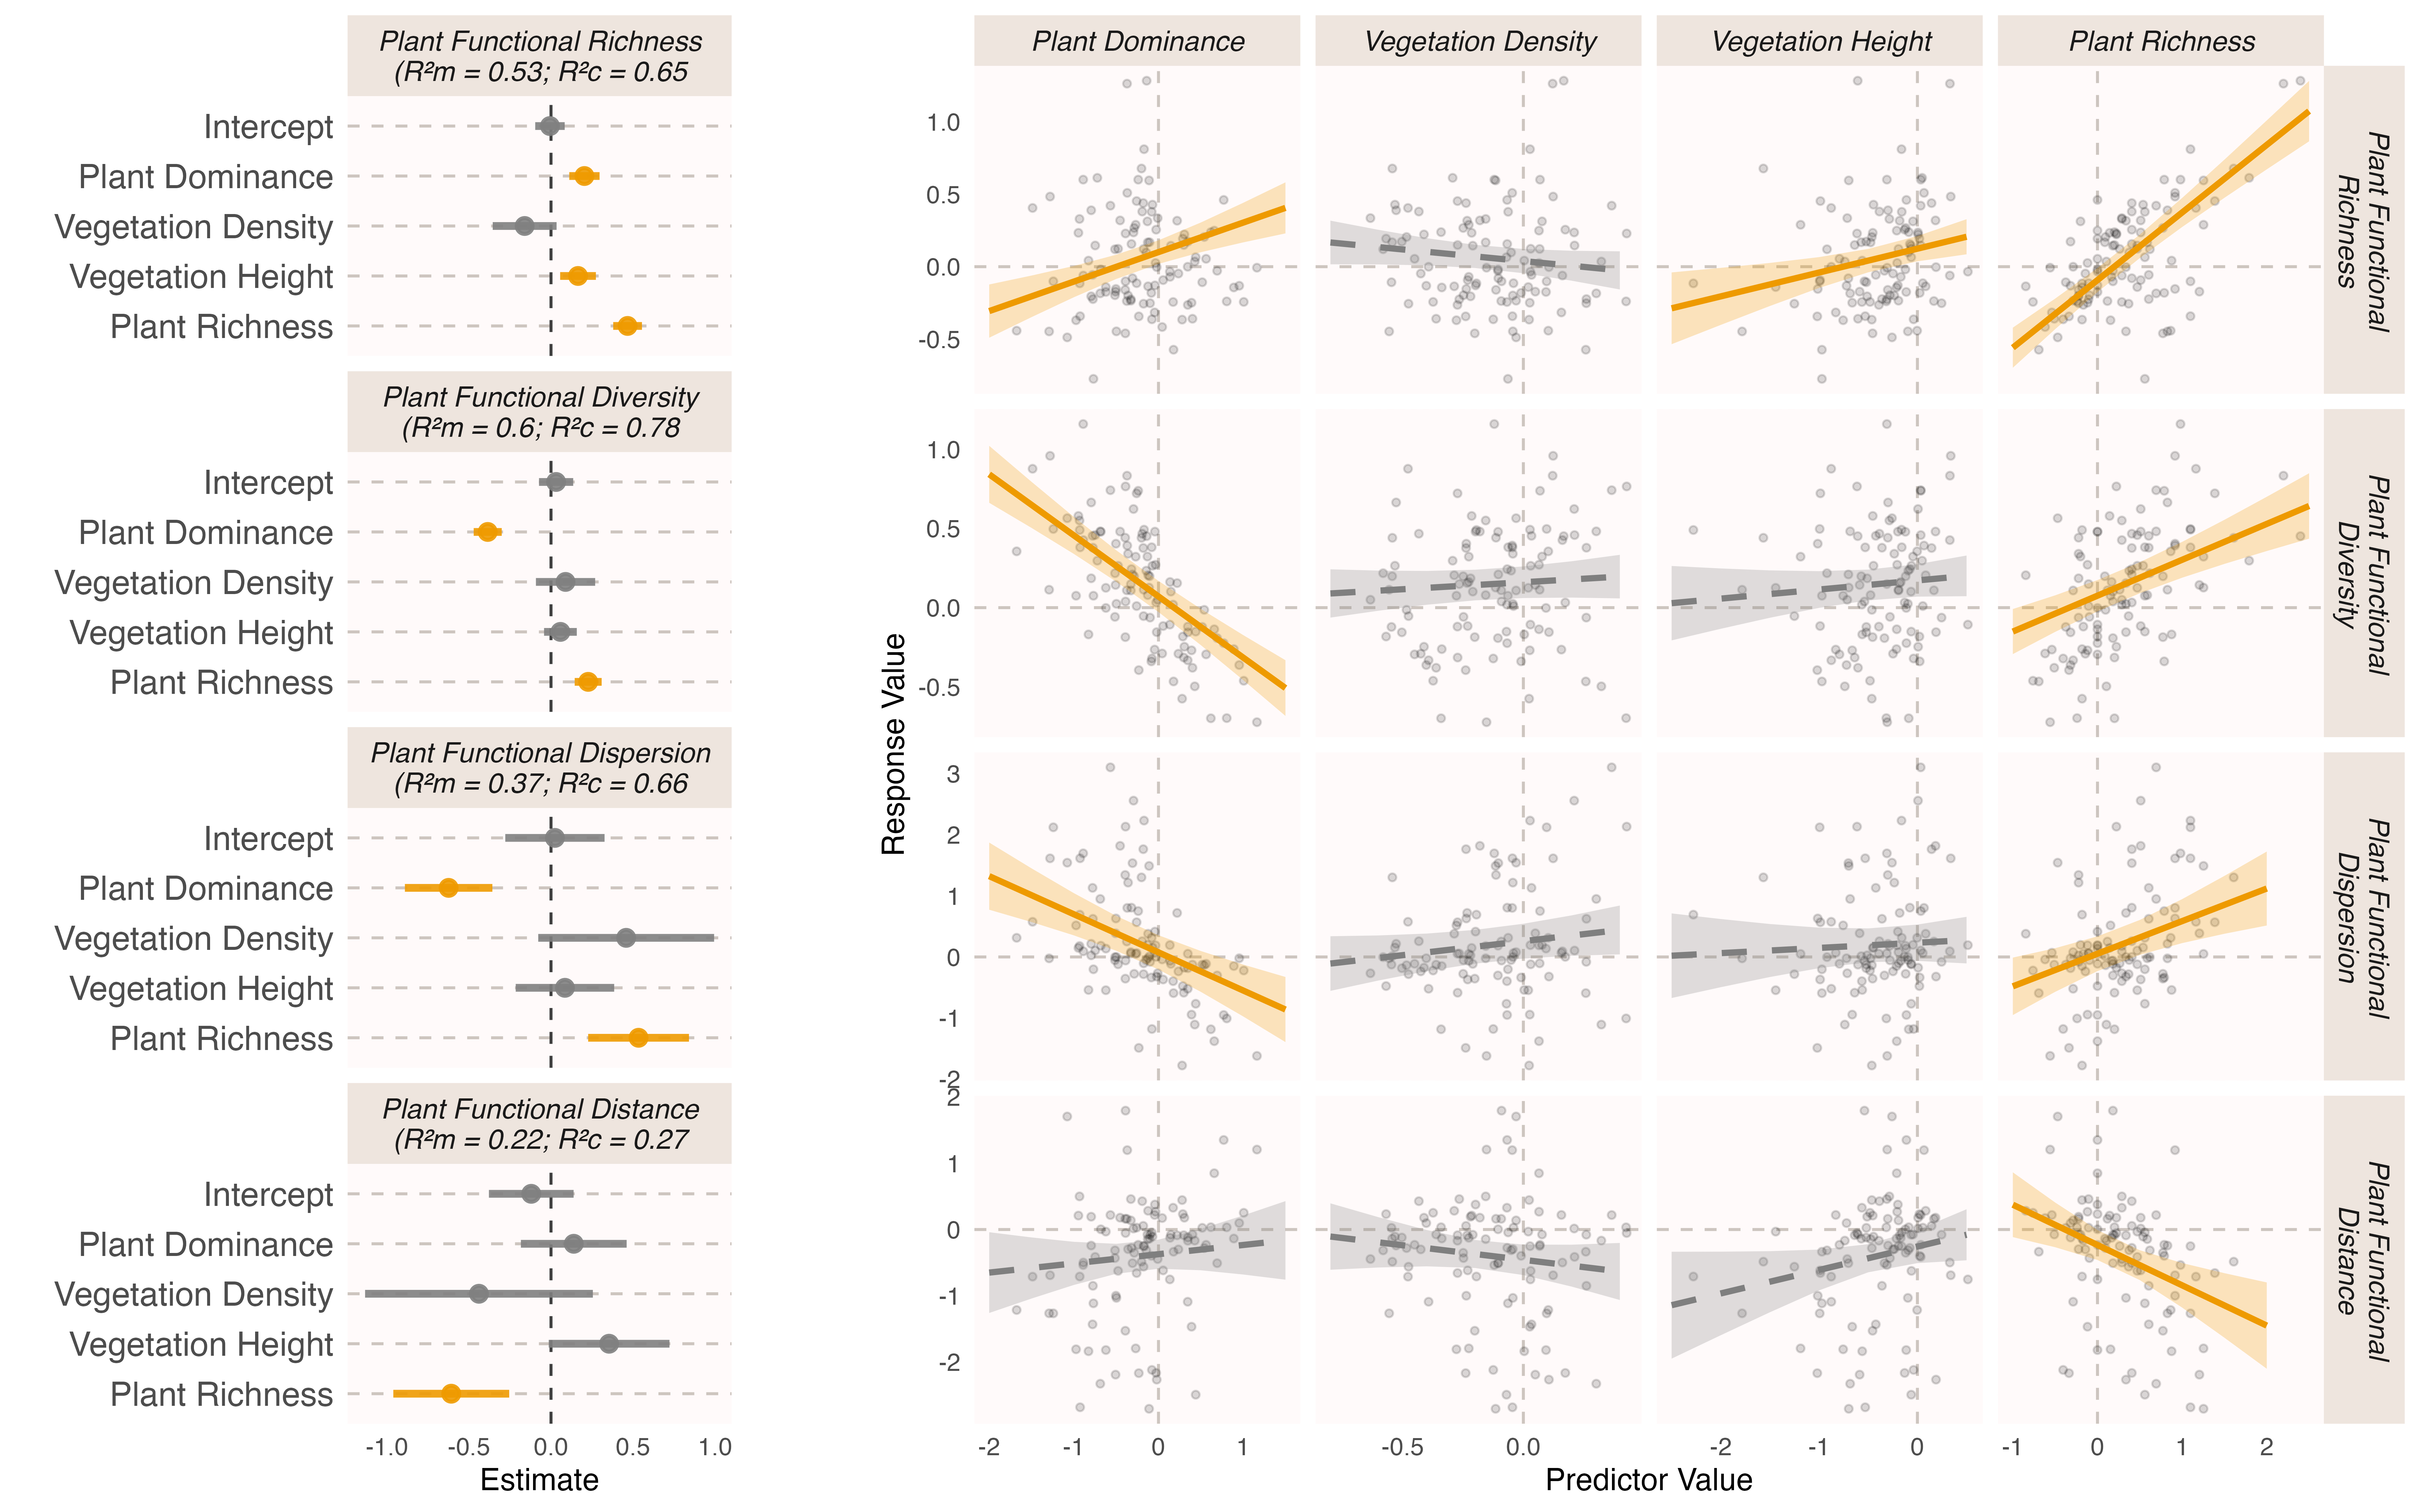 Plant Functional Richness
(R²m = 0.53; R²c = 0.65
Intercept
Plant Dominance
Vegetation Density
Vegetation Height
Plant Richness
Plant Functional Diversity
(R²m = 0.6; R²c = 0.78
Intercept
Plant Dominance
Vegetation Density
Vegetation Height
Plant Richness
Plant Functional Dispersion
(R²m = 0.37; R²c = 0.66
Intercept
Plant Dominance
Vegetation Density
Vegetation Height
Plant Richness
Plant Functional Distance
(R²m = 0.22; R²c = 0.27
Intercept
Plant Dominance
Vegetation Density
Vegetation Height
Plant Richness
-1.0 -0.5 0.0 0.5 1.0
Estimate
Plant Dominance
Vegetation Density
Vegetation Height
Plant Richness
Response Value
1.0
0.5
0.0
-0.5
Plant Functional
Richness
1.0
0.5
0.0
-0.5
Plant Functional
Diversity
3
2
1
0
-1
-2
Plant Functional
Dispersion
2
1
0
-1
-2
Plant Functional
Distance
-2 -1 0 1
-0.5 0.0
-2 -1 0
-1 0 1 2
Predictor Value